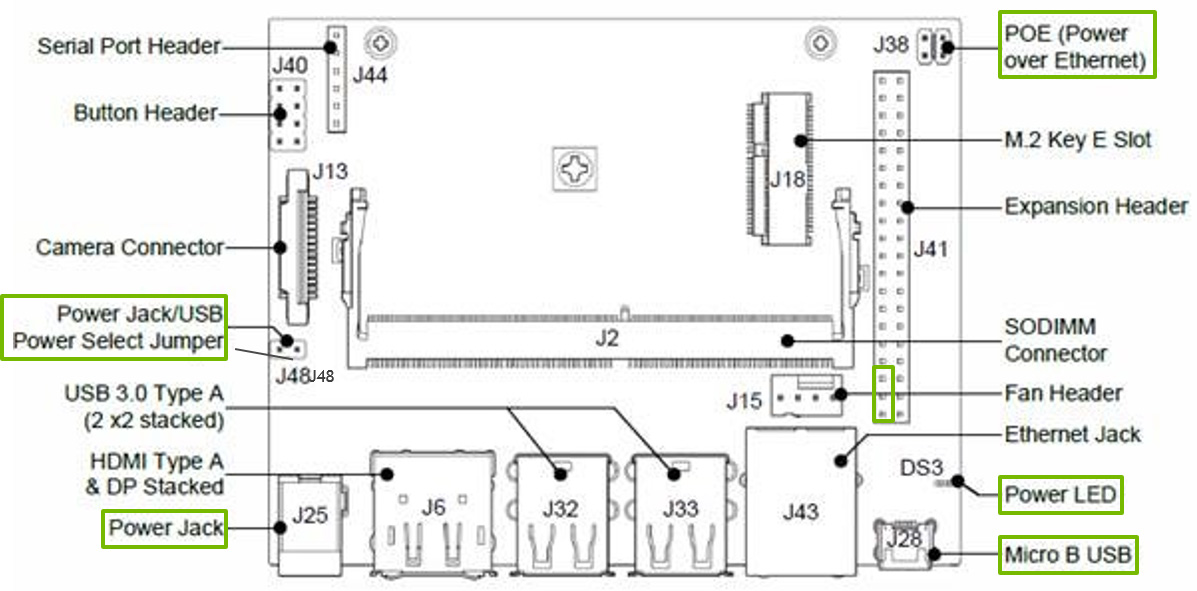 Serial Port Header
J40
J44
Button Header
J13
Camera Connector
Power Jack/USB
Power Select Jumper
J48
J48
USB 3.0 Type A
(2 x2 stacked)
HDMI Type A
& DP Stacked
Power Jack
J25
J6
J32
J33
J43
J28
J2
J15
J18
J38
J41
DS3
POE (Power
over Ethernet)
M.2 Key E Slot
Expansion Header
SODIMM
Connector
Fan Header
Ethernet Jack
Power LED
Micro B USB